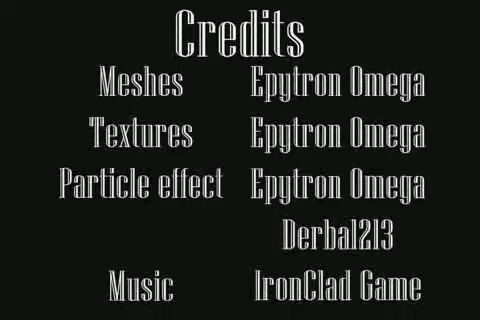 Credits
Meshes Epytron Omega
Textures Epytron Omega
Particle effect Epytron Omega
Derbal213
Music IronClad Game